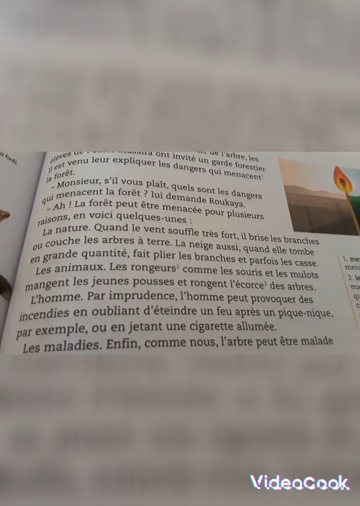 ont invité un garde forestier.
Il est venu leur expliquer les dangers qui menacent
la forêt.
– Monsieur, s'il vous plaît, quels sont les dangers
qui menacent la forêt ? lui demande Roukaya.
– Ah ! La forêt peut être menacée pour plusieurs
raisons, en voici quelques-unes :
La nature. Quand le vent souffle très fort, il brise les branches
ou couche les arbres à terre. La neige aussi, quand elle tombe
en grande quantité, fait plier les branches et parfois les casse.
Les animaux. Les rongeurs² comme les souris et les mulots
mangent les jeunes pousses et rongent l'écorce³ des arbres.
L'homme. Par imprudence, l'homme peut provoquer des
incendies en oubliant d'éteindre un feu après un pique-nique,
par exemple, ou en jetant une cigarette allumée.
Les maladies. Enfin, comme nous, l'arbre peut être malade
1.
2.
VideoCook